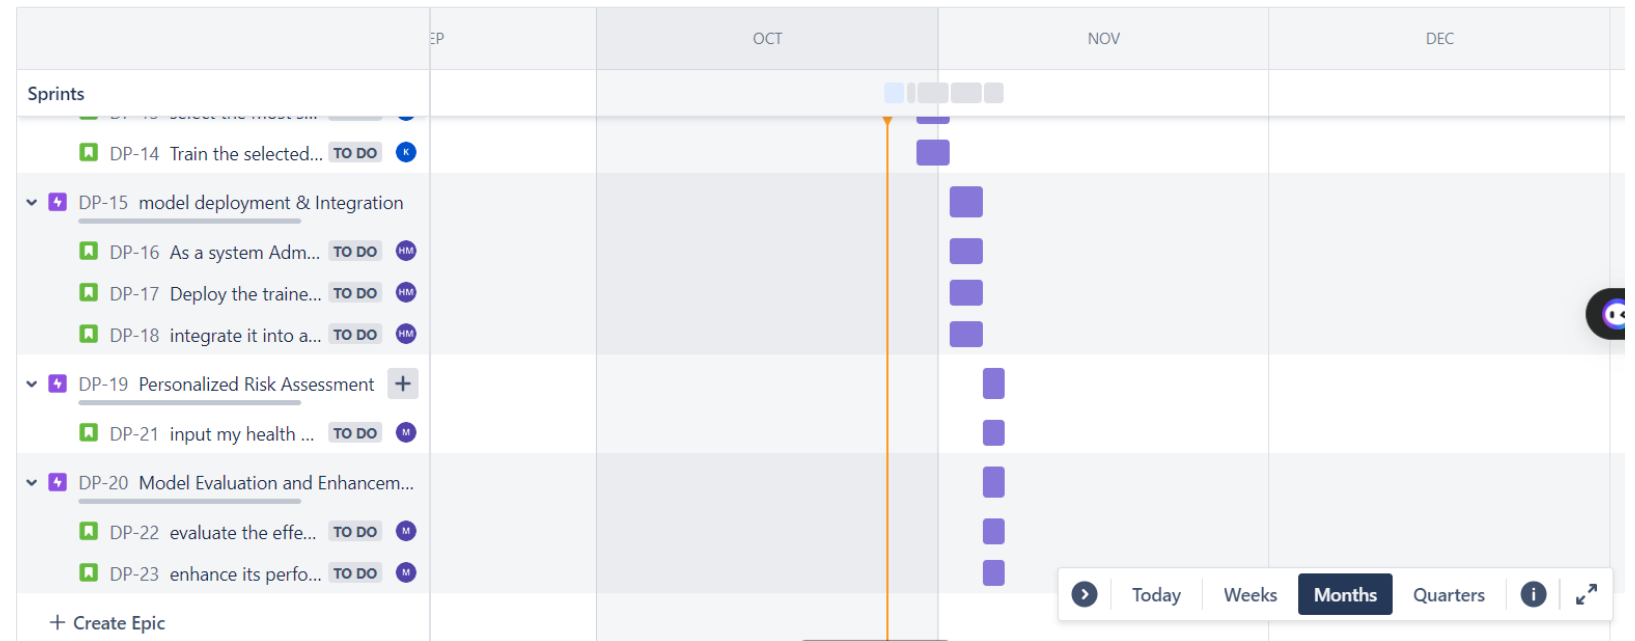 EP
OCT
NOV
DEC
Sprints
DP-14 Train the selected... TO DO K
DP-15 model deployment & Integration
DP-16 As a system Adm... TO DO HM
DP-17 Deploy the traine... TO DO HM
DP-18 integrate it into a... TO DO HM
DP-19 Personalized Risk Assessment +
DP-21 input my health ... TO DO M
DP-20 Model Evaluation and Enhancem...
DP-22 evaluate the effe... TO DO M
DP-23 enhance its perfo... TO DO M
Today Weeks Months Quarters
+ Create Epic